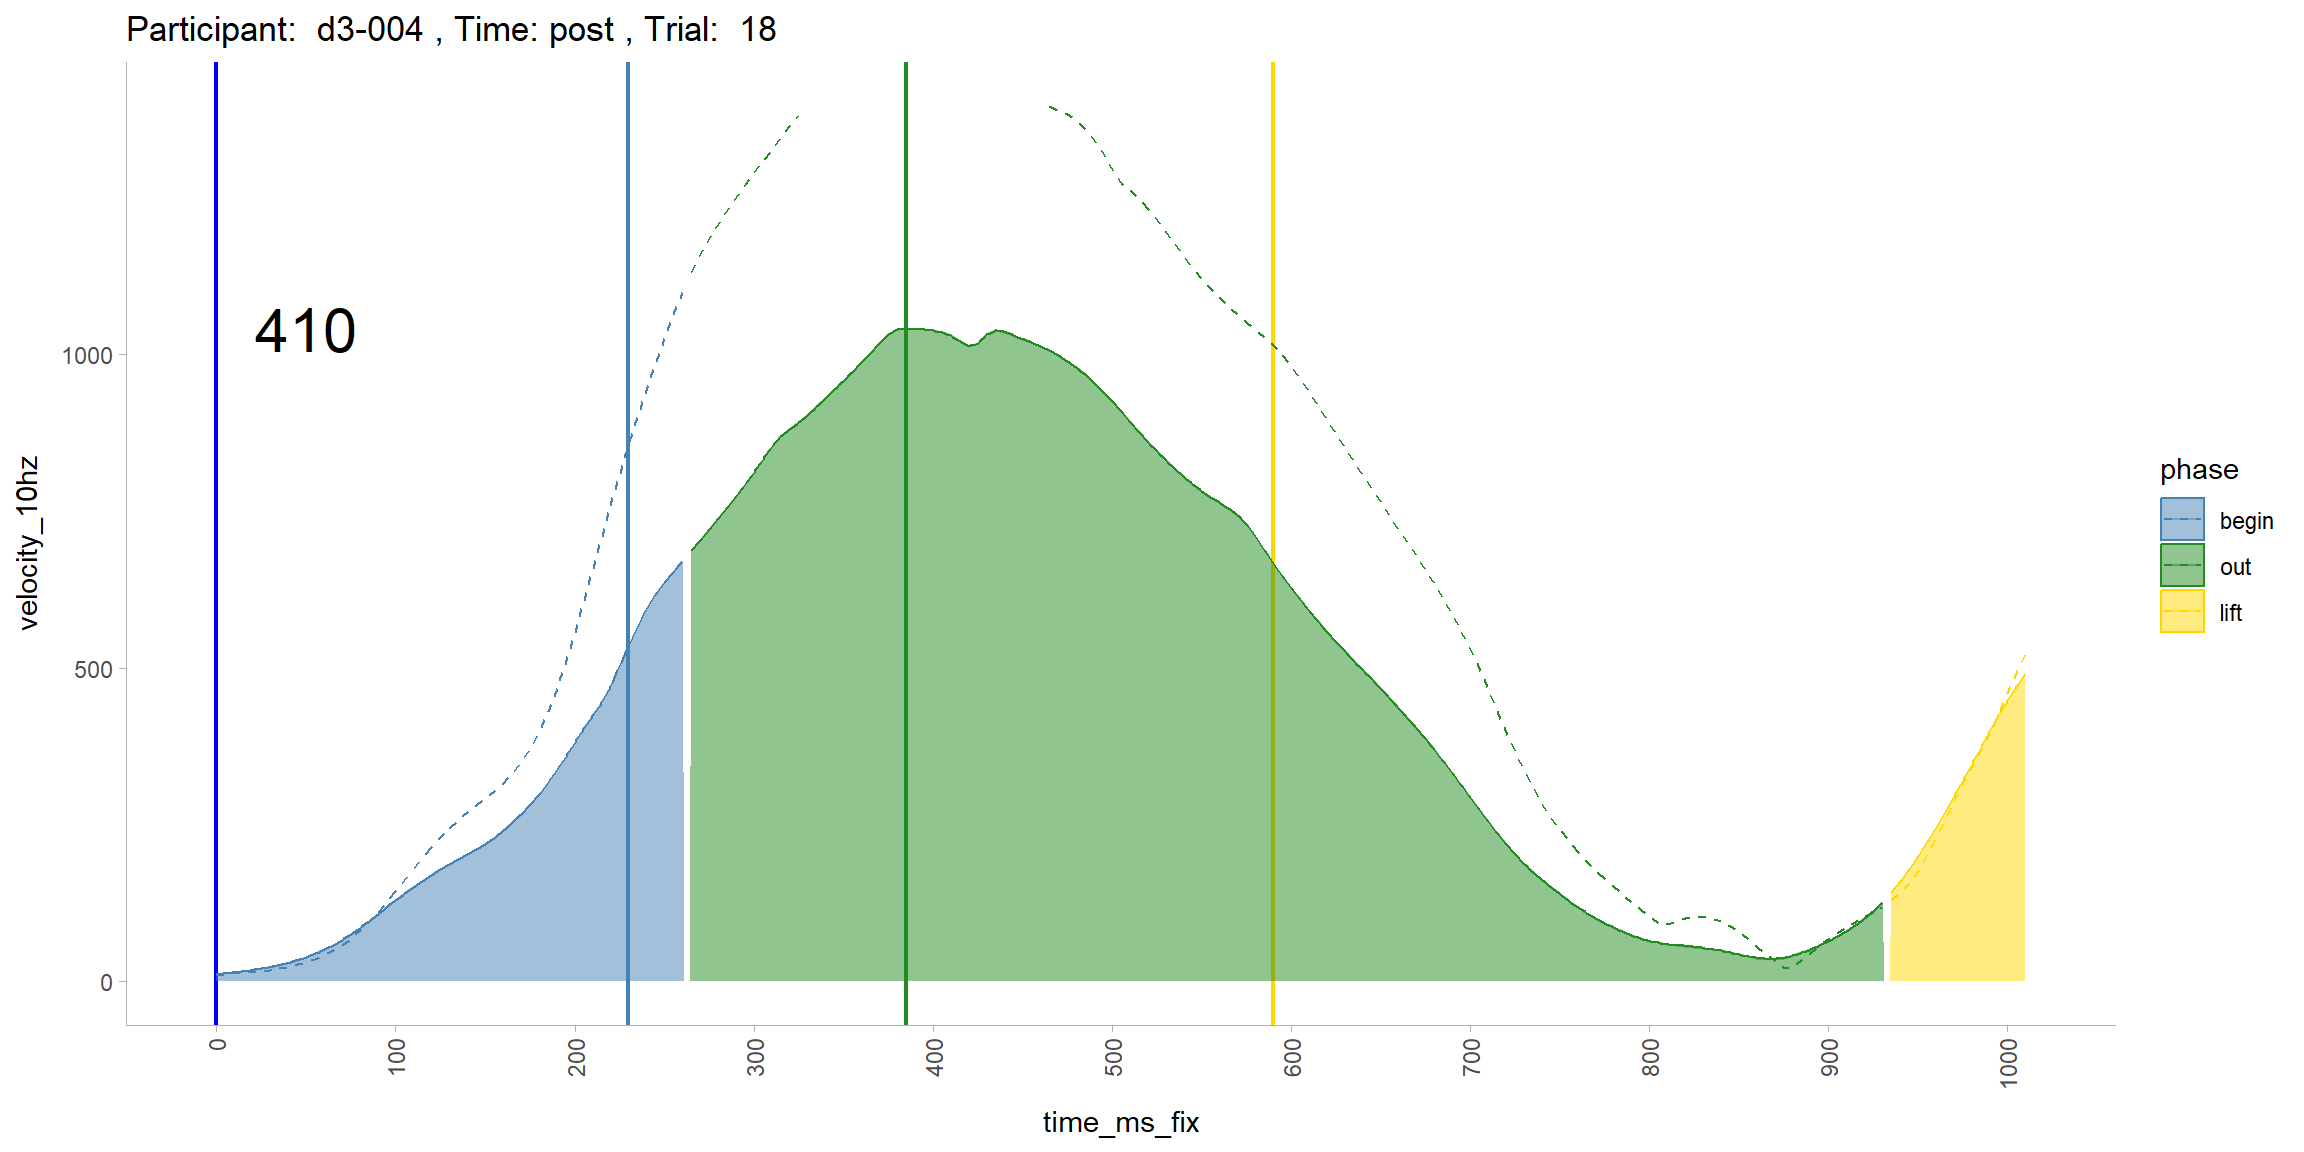 Participant:  d3-004 , Time: post , Trial:  18
410
velocity_10hz
1000
500
0
0 100 200 300 400 500 600 700 800 900 1000
time_ms_fix
phase
begin
out
lift